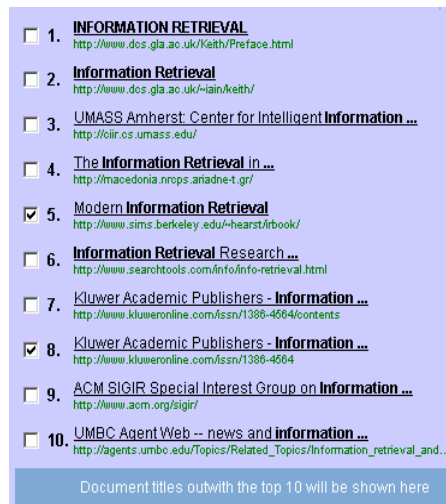 1. INFORMATION RETRIEVAL
http://www.dcs.gla.ac.uk/Keith/Preface.html
2. Information Retrieval
http://www.dcs.gla.ac.uk/~iain/keith/
3. UMASS Amherst: Center for Intelligent Information ...
http://ciir.cs.umass.edu/
4. The Information Retrieval in ...
http://macedonia.nrcps.ariadne-t.gr/
5. Modern Information Retrieval
http://www.sims.berkeley.edu/~hearst/irbook/
6. Information Retrieval Research ...
http://www.searchtools.com/info/info-retrieval.html
7. Kluwer Academic Publishers - Information ...
http://www.kluweronline.com/issn/1386-4564/contents
8. Kluwer Academic Publishers - Information ...
http://www.kluweronline.com/issn/1386-4564
9. ACM SIGIR Special Interest Group on Information ...
http://www.acm.org/sigir/
10. UMBC Agent Web -- news and information ...
http://agents.umbc.edu/Topics/Related_Topics/Information_retrieval_and...
Document titles outwith the top 10 will be shown here